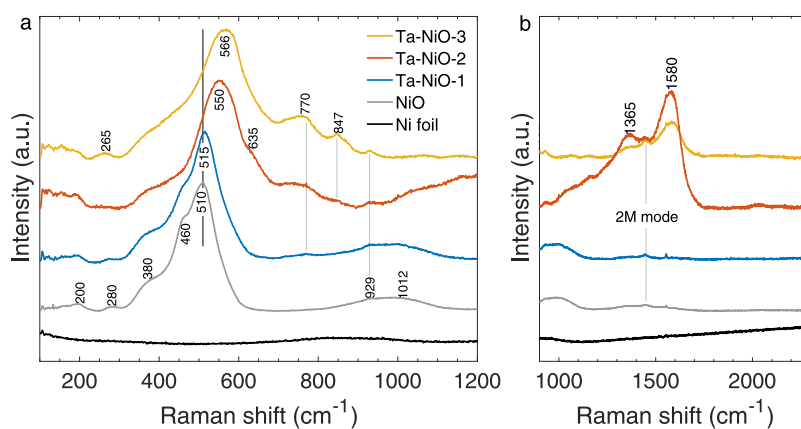 a
Intensity (a.u.)
566
Ta-NiO-3
Ta-NiO-2
Ta-NiO-1
NiO
Ni foil
265
550
635
770
847
515
510
460
380
200
280
929
1012
200
400
600
800
1000
1200
Raman shift (cm⁻¹)
b
Intensity (a.u.)
1365
1580
2M mode
1000
1500
2000
Raman shift (cm⁻¹)